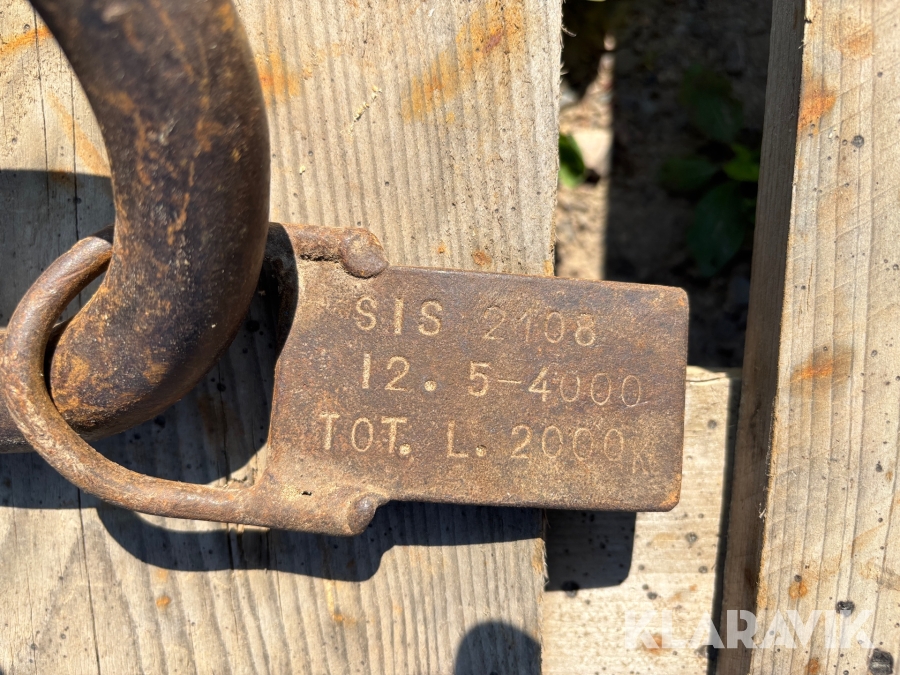 SIS 2108
12. 5-4000
TOT. L. 2000K
KLARAVIK